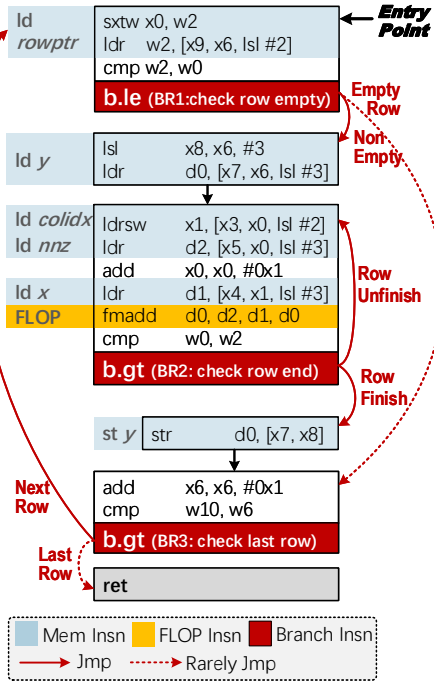 ld
rowptr
sxtw x0, w2
ldr w2, [x9, x6, lsl #2]
cmp w2, w0
b.le (BR1:check row empty)
Entry
Point
Empty
Row
Non
Empty
ld y
lsl x8, x6, #3
ldr d0, [x7, x6, lsl #3]
ld colidx
ldrsw x1, [x3, x0, lsl #2]
ld nnz
ldr d2, [x5, x0, lsl #3]
add x0, x0, #0x1
ld x
ldr d1, [x4, x1, lsl #3]
FLOP
fmadd d0, d2, d1, d0
cmp w0, w2
b.gt (BR2: check row end)
Row
Unfinish
Row
Finish
st y
str d0, [x7, x8]
add x6, x6, #0x1
cmp w10, w6
b.gt (BR3: check last row)
Next
Row
Last
Row
ret
Mem Insn
FLOP Insn
Branch Insn
Jmp
Rarely Jmp